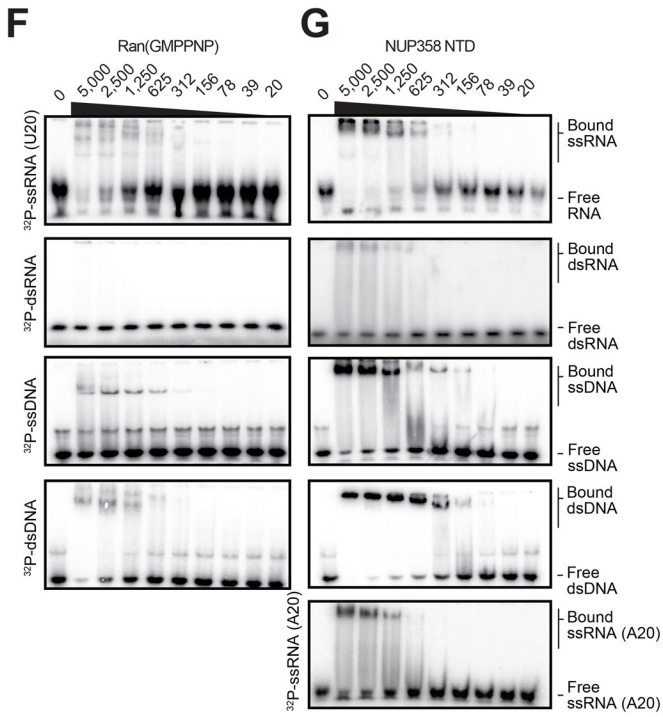 F
Ran(GMPPNP)
0 5,000 2,500 1,250 625 312 156 78 39 20
32P-ssRNA (U20)
32P-dsRNA
32P-ssDNA
32P-dsDNA
G
NUP358 NTD
0 5,000 2,500 1,250 625 312 156 78 39 20
Bound
ssRNA
Free
RNA
Bound
dsRNA
Free
dsRNA
Bound
ssDNA
Free
ssDNA
Bound
dsDNA
Free
dsDNA
32P-ssRNA (A20)
Bound
ssRNA (A20)
Free
ssRNA (A20)